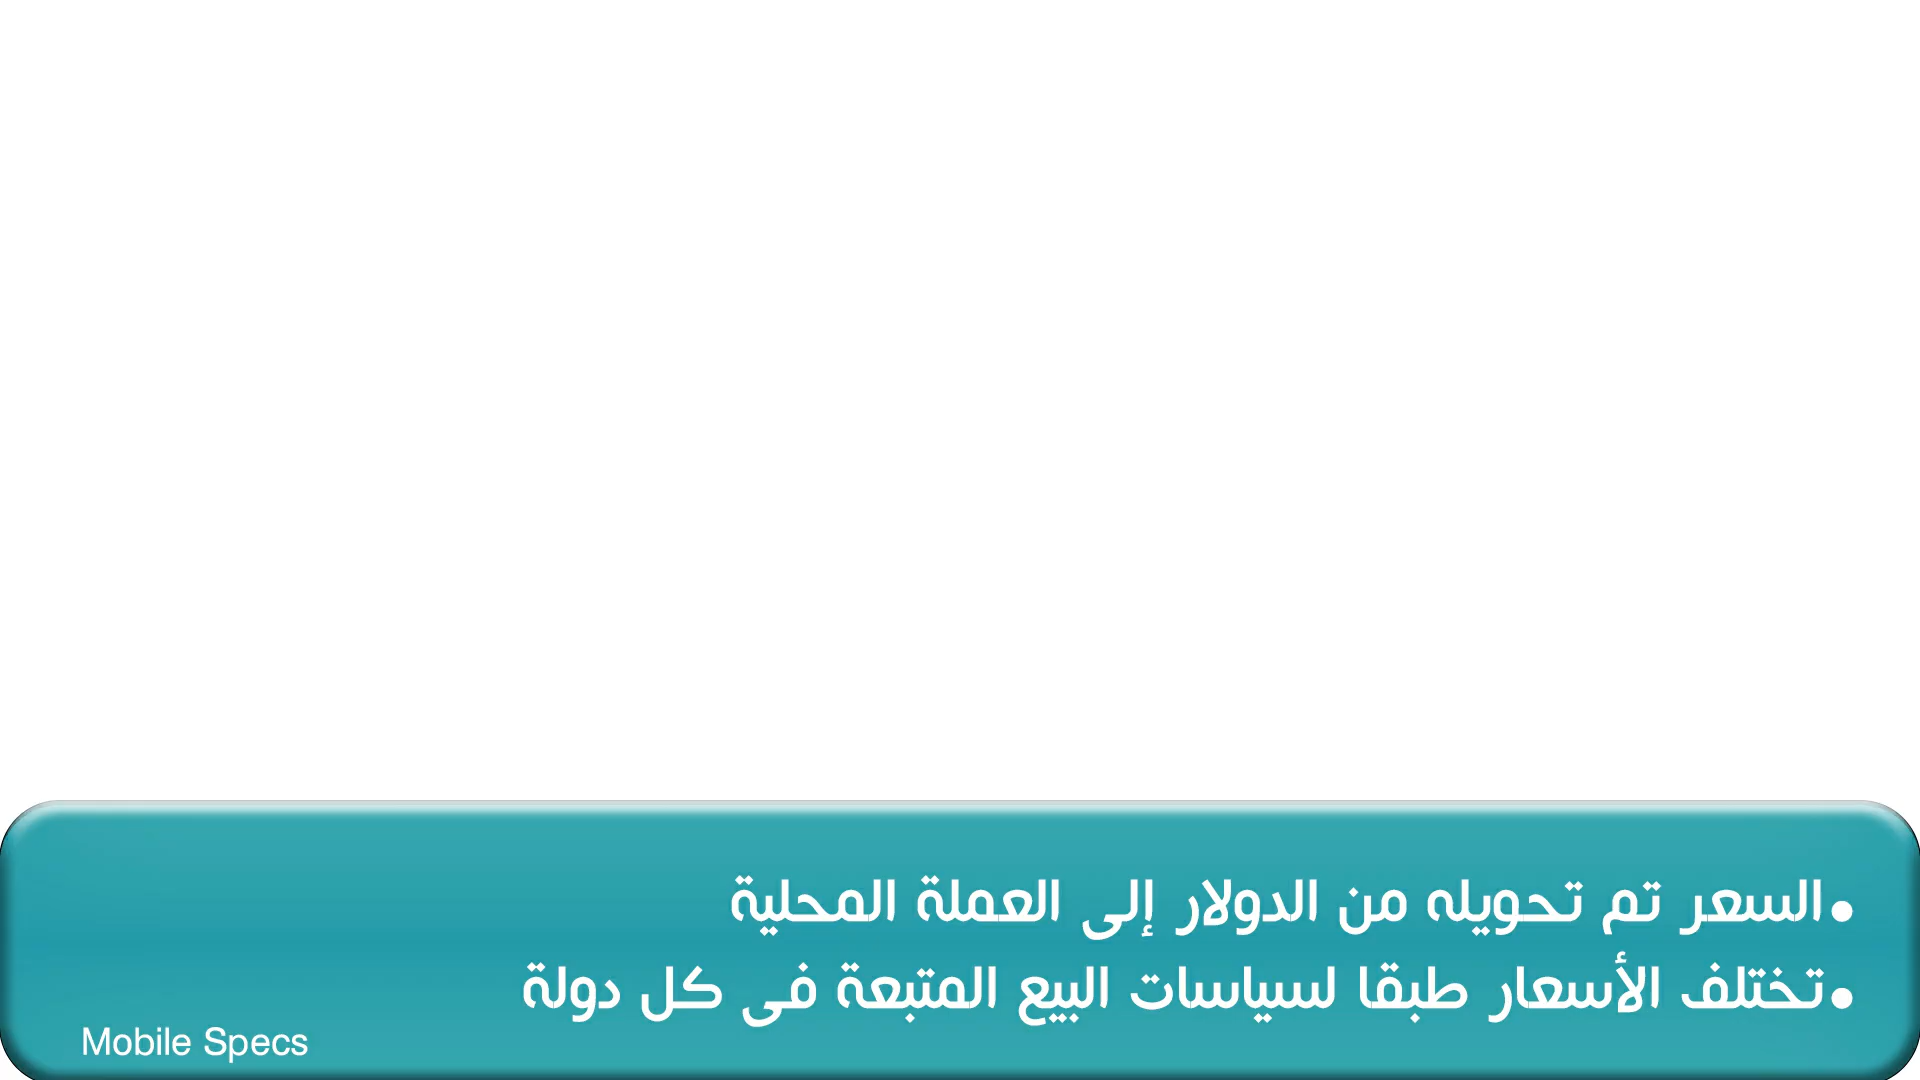 •السعر تم تحويله من الدولار إلى العملة المحلية
•تختلف الأسعار طبقا لسياسات البيع المتبعة فى كل دولة
Mobile Specs